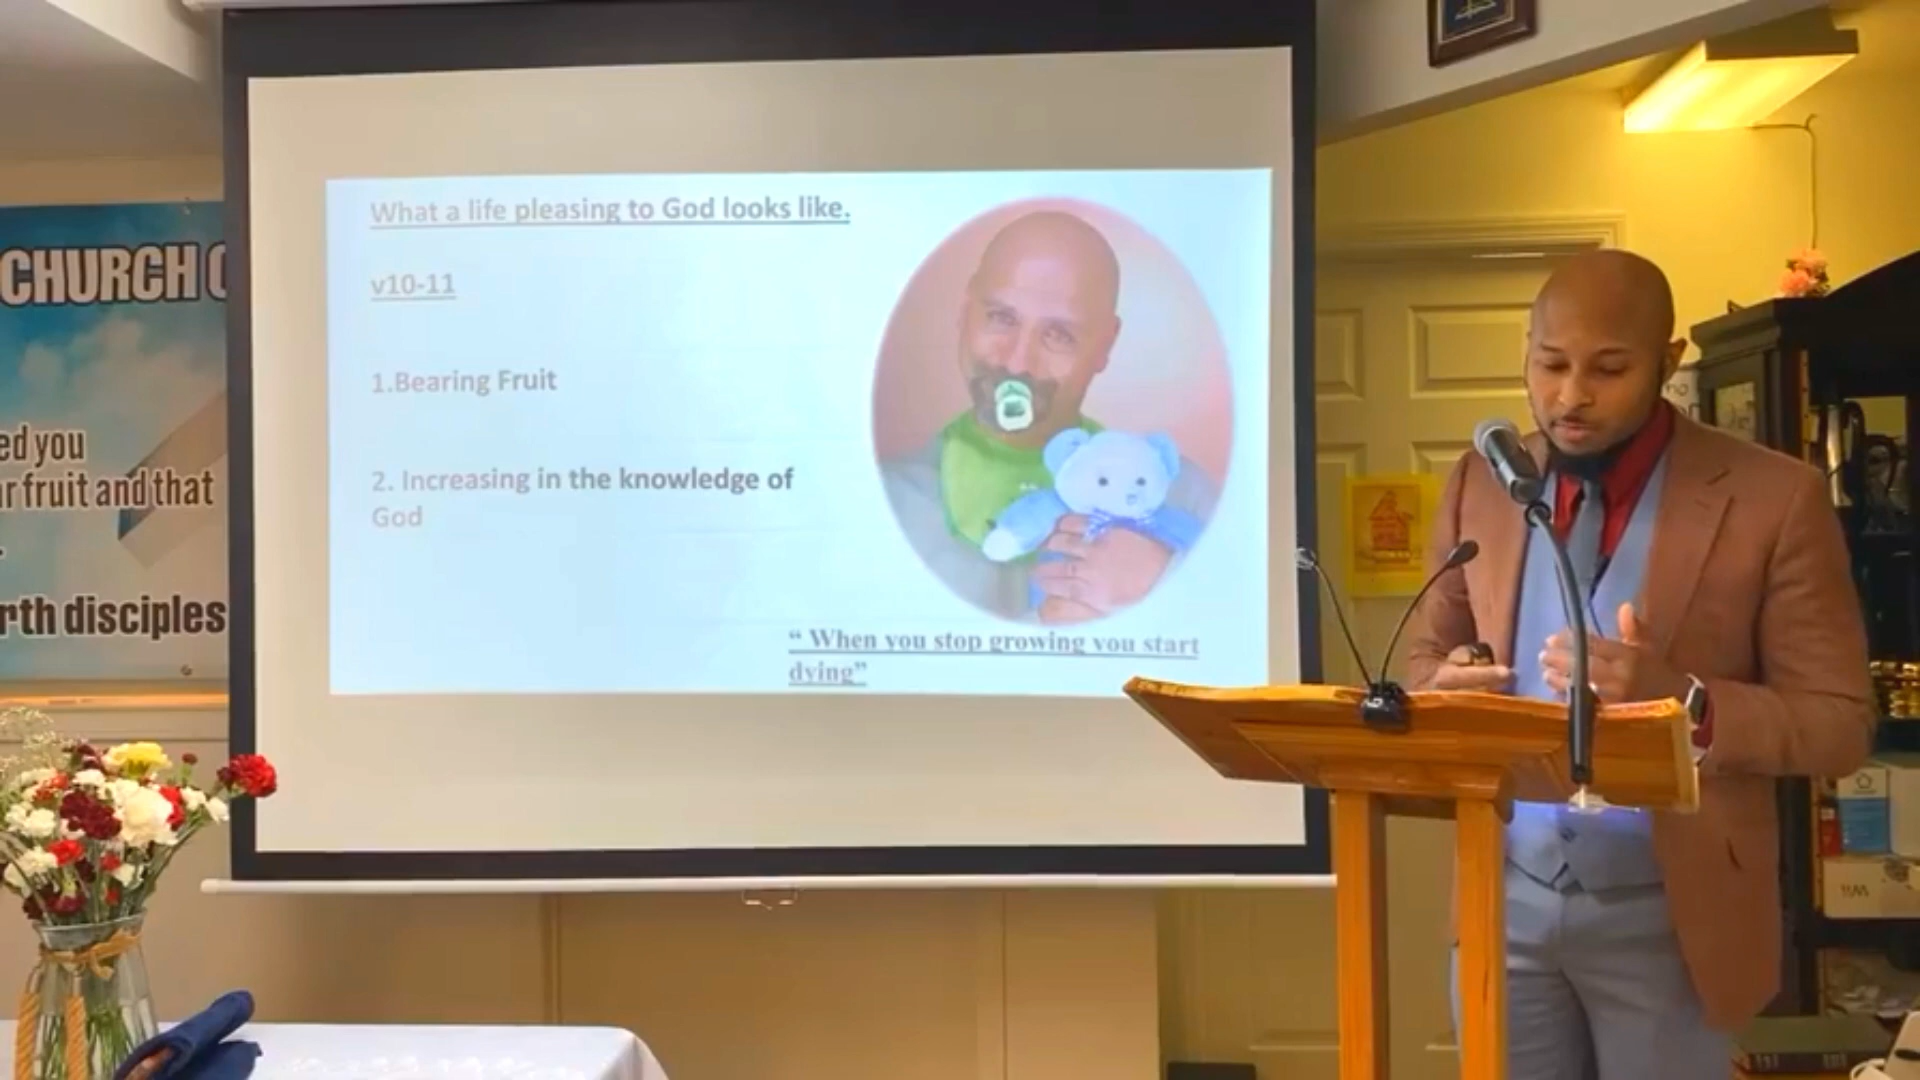 What a life pleasing to God looks like.
v10-11
1.Bearing Fruit
2. Increasing in the knowledge of
God
“ When you stop growing you start
dying”
CHURCH
ed you
r fruit and that
rth disciples